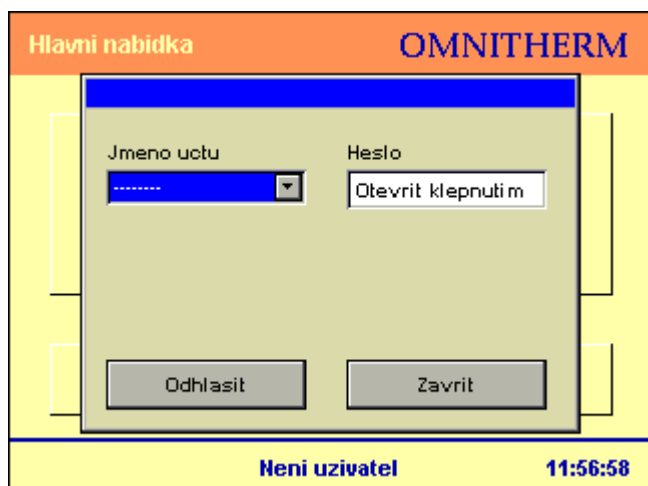 Hlavni nabidka OMNITHERM
Jmeno uctu Heslo
-------- Otevrit klepnutim
Odhlasit Zavrit
Neni uzivatel 11:56:58